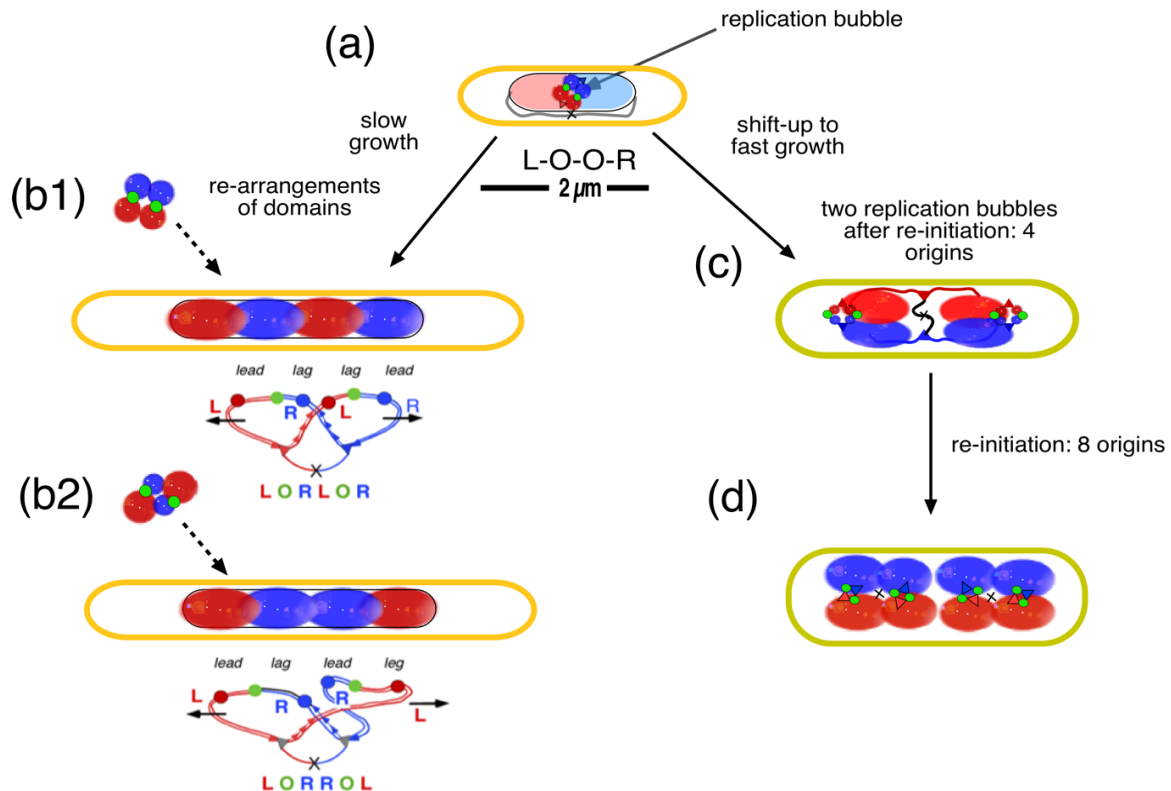 (a)
replication bubble
slow
growth
shift-up to
fast growth
L-O-O-R
2 µm
(b1)
re-arrangements
of domains
two replication bubbles
after re-initiation: 4
origins
(c)
lead lag lag lead
L R L R
L O R L O R
re-initiation: 8 origins
(b2)
(d)
lead lag lead leg
L R R L
L O R R O L